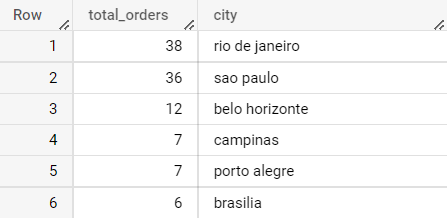 Row total_orders city
1 38 rio de janeiro
2 36 sao paulo
3 12 belo horizonte
4 7 campinas
5 7 porto alegre
6 6 brasilia